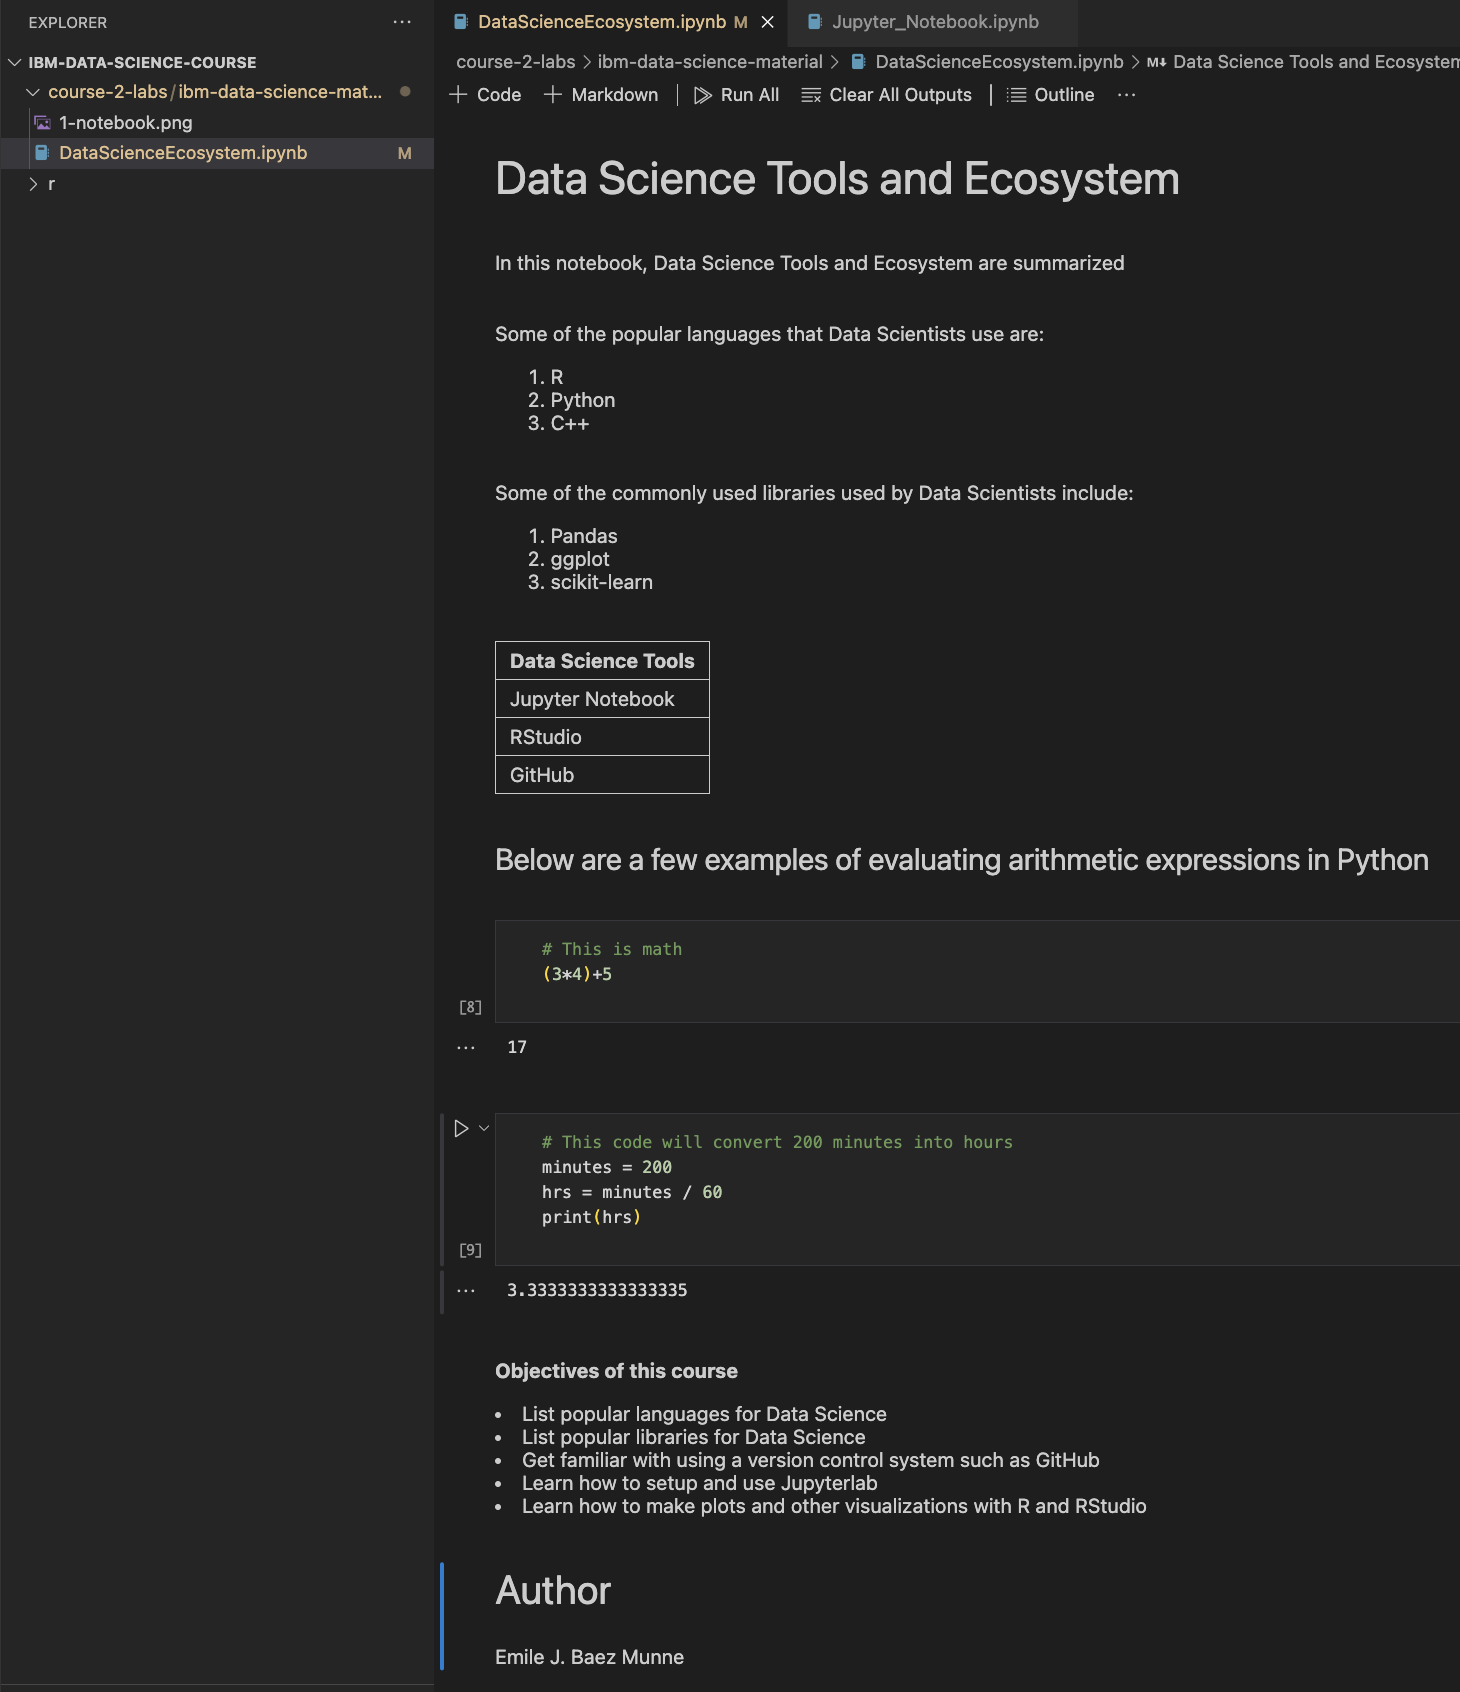 EXPLORER ...
IBM-DATA-SCIENCE-COURSE
course-2-labs/ibm-data-science-mat...
1-notebook.png
DataScienceEcosystem.ipynb M
r
DataScienceEcosystem.ipynb M
Jupyter_Notebook.ipynb
course-2-labs > ibm-data-science-material > DataScienceEcosystem.ipynb > M↓ Data Science Tools and Ecosystem
+ Code + Markdown | Run All Clear All Outputs | Outline ...
Data Science Tools and Ecosystem
In this notebook, Data Science Tools and Ecosystem are summarized
Some of the popular languages that Data Scientists use are:
1. R
2. Python
3. C++
Some of the commonly used libraries used by Data Scientists include:
1. Pandas
2. ggplot
3. scikit-learn
Data Science Tools
Jupyter Notebook
RStudio
GitHub
Below are a few examples of evaluating arithmetic expressions in Python
# This is math
(3*4)+5
[8]
... 17
# This code will convert 200 minutes into hours
minutes = 200
hrs = minutes / 60
print(hrs)
[9]
... 3.3333333333333335
Objectives of this course
• List popular languages for Data Science
• List popular libraries for Data Science
• Get familiar with using a version control system such as GitHub
• Learn how to setup and use Jupyterlab
• Learn how to make plots and other visualizations with R and RStudio
Author
Emile J. Baez Munne